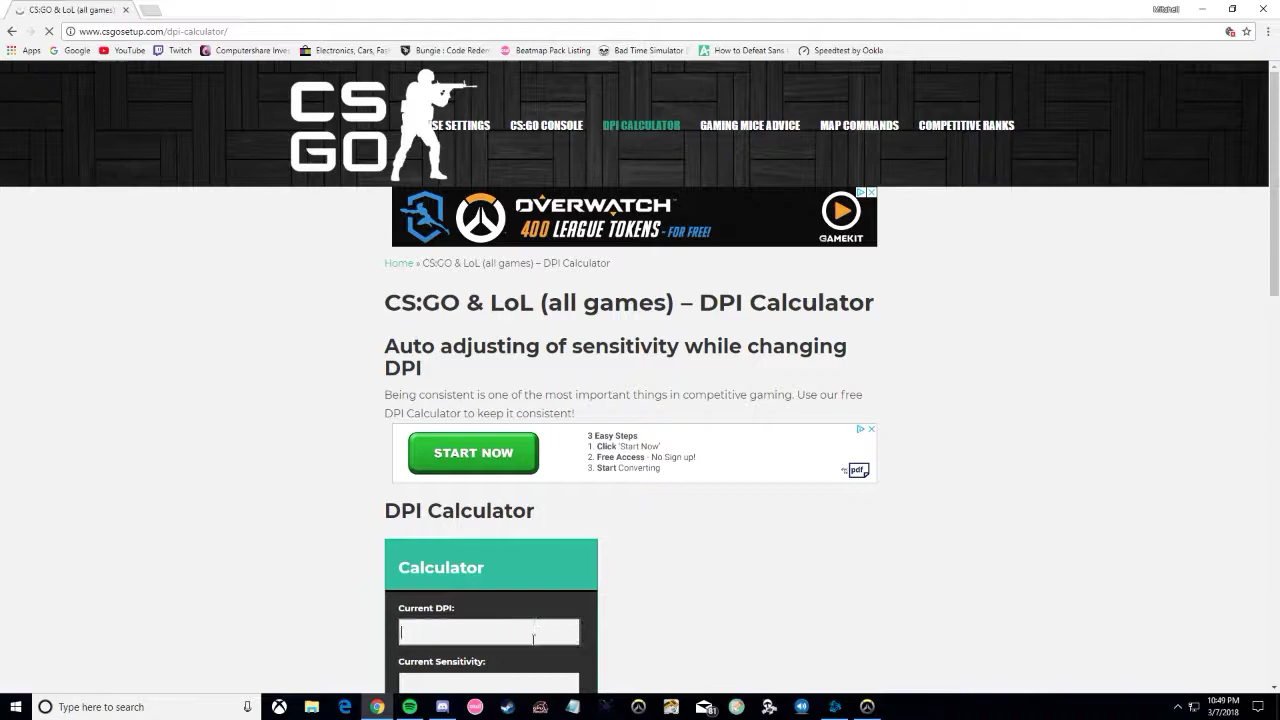 CS:GO & LoL (all games)
Mitchell
www.csgosetup.com/dpi-calculator/
Apps Google YouTube Twitch Computershare Inves Electronics, Cars, Fash Bungie : Code Redem Beatmap Pack Listing Bad Time Simulator How to Defeat Sans Speedtest by Ookla
CS
GO
SE SETTINGS CS:GO CONSOLE DPI CALCULATOR GAMING MICE ADVICE MAP COMMANDS COMPETITIVE RANKS
OVERWATCH
400 LEAGUE TOKENS - FOR FREE!
GAMEKIT
Home » CS:GO & LoL (all games) – DPI Calculator
CS:GO & LoL (all games) – DPI Calculator
Auto adjusting of sensitivity while changing
DPI
Being consistent is one of the most important things in competitive gaming. Use our free
DPI Calculator to keep it consistent!
START NOW
3 Easy Steps
1. Click 'Start Now'
2. Free Access - No Sign up!
3. Start Converting
pdf
DPI Calculator
Calculator
Current DPI:
Current Sensitivity:
Type here to search
10:49 PM
3/7/2018